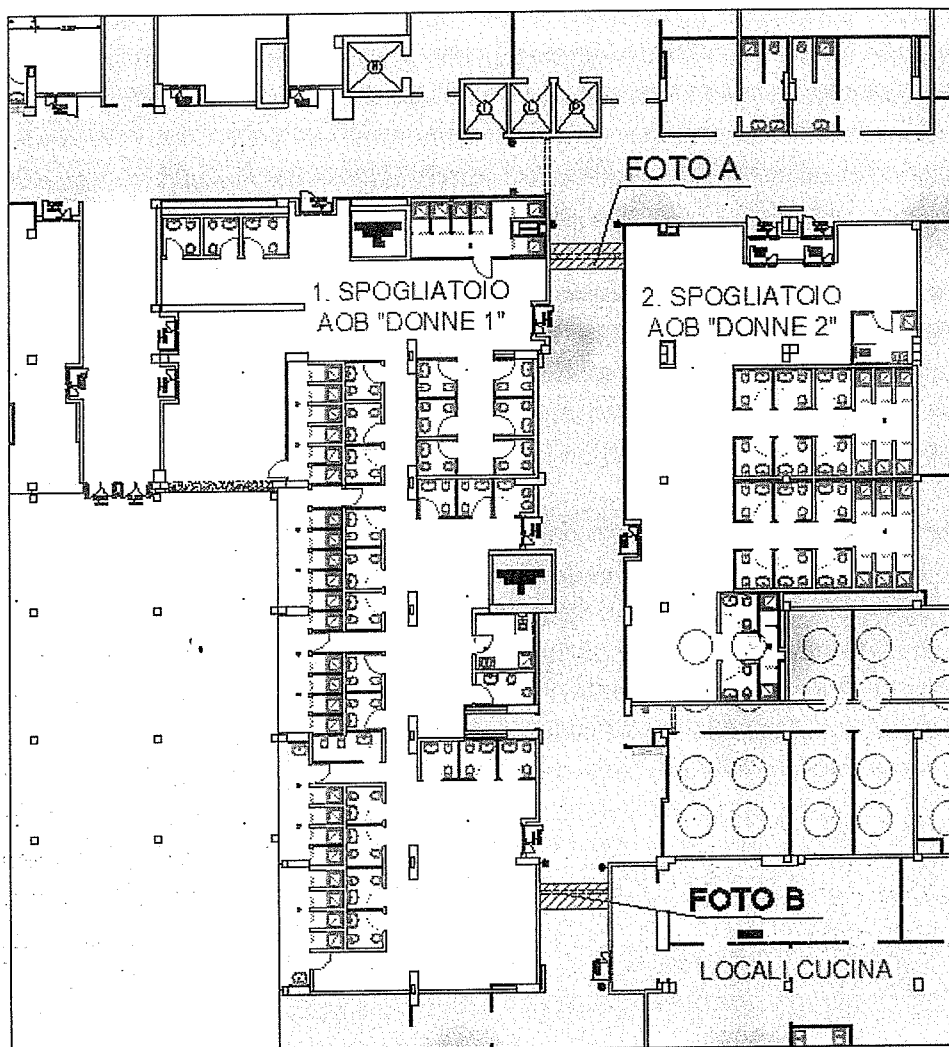 FOTO A
1. SPOGLIATOIO
AOB "DONNE 1"
2. SPOGLIATOIO
AOB "DONNE 2"
FOTO B
LOCALI CUCINA